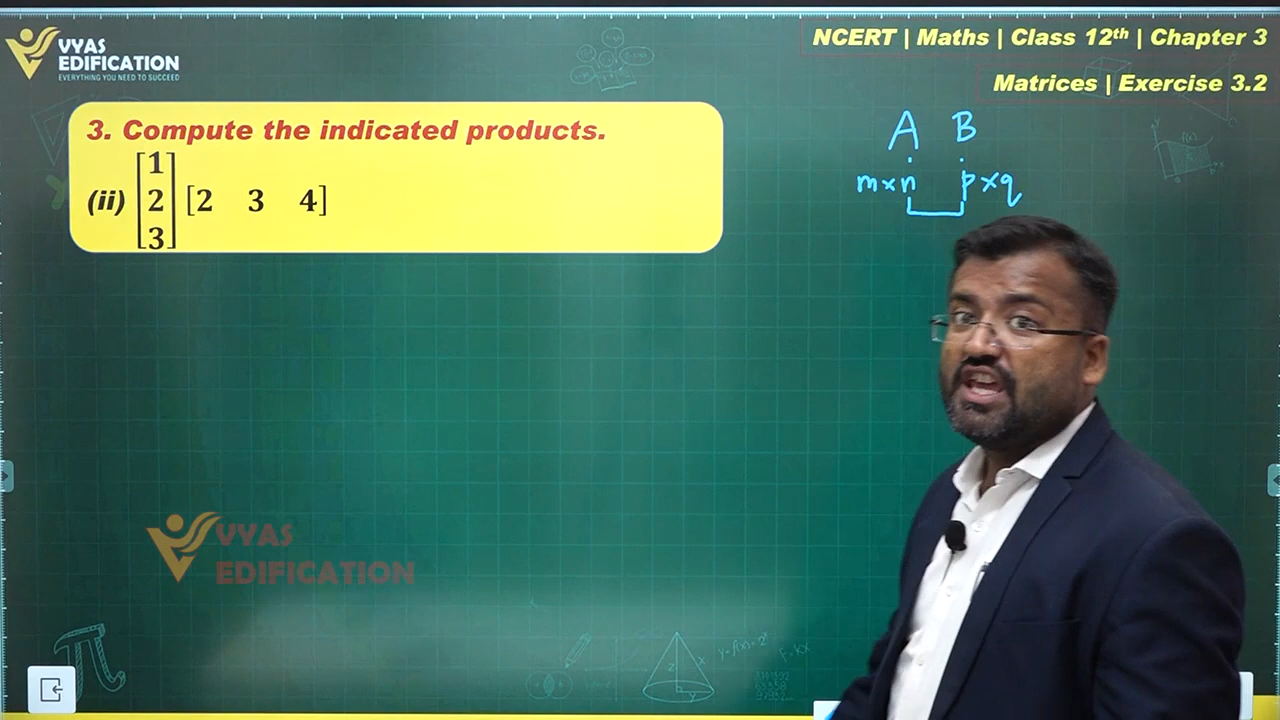 VYAS
EDIFICATION
EVERYTHING YOU NEED TO SUCCEED
NCERT | Maths | Class 12th | Chapter 3
Matrices | Exercise 3.2
3. Compute the indicated products.
(ii) [1 2 3] [2 3 4]
A B
m×n p×q
VYAS
EDIFICATION